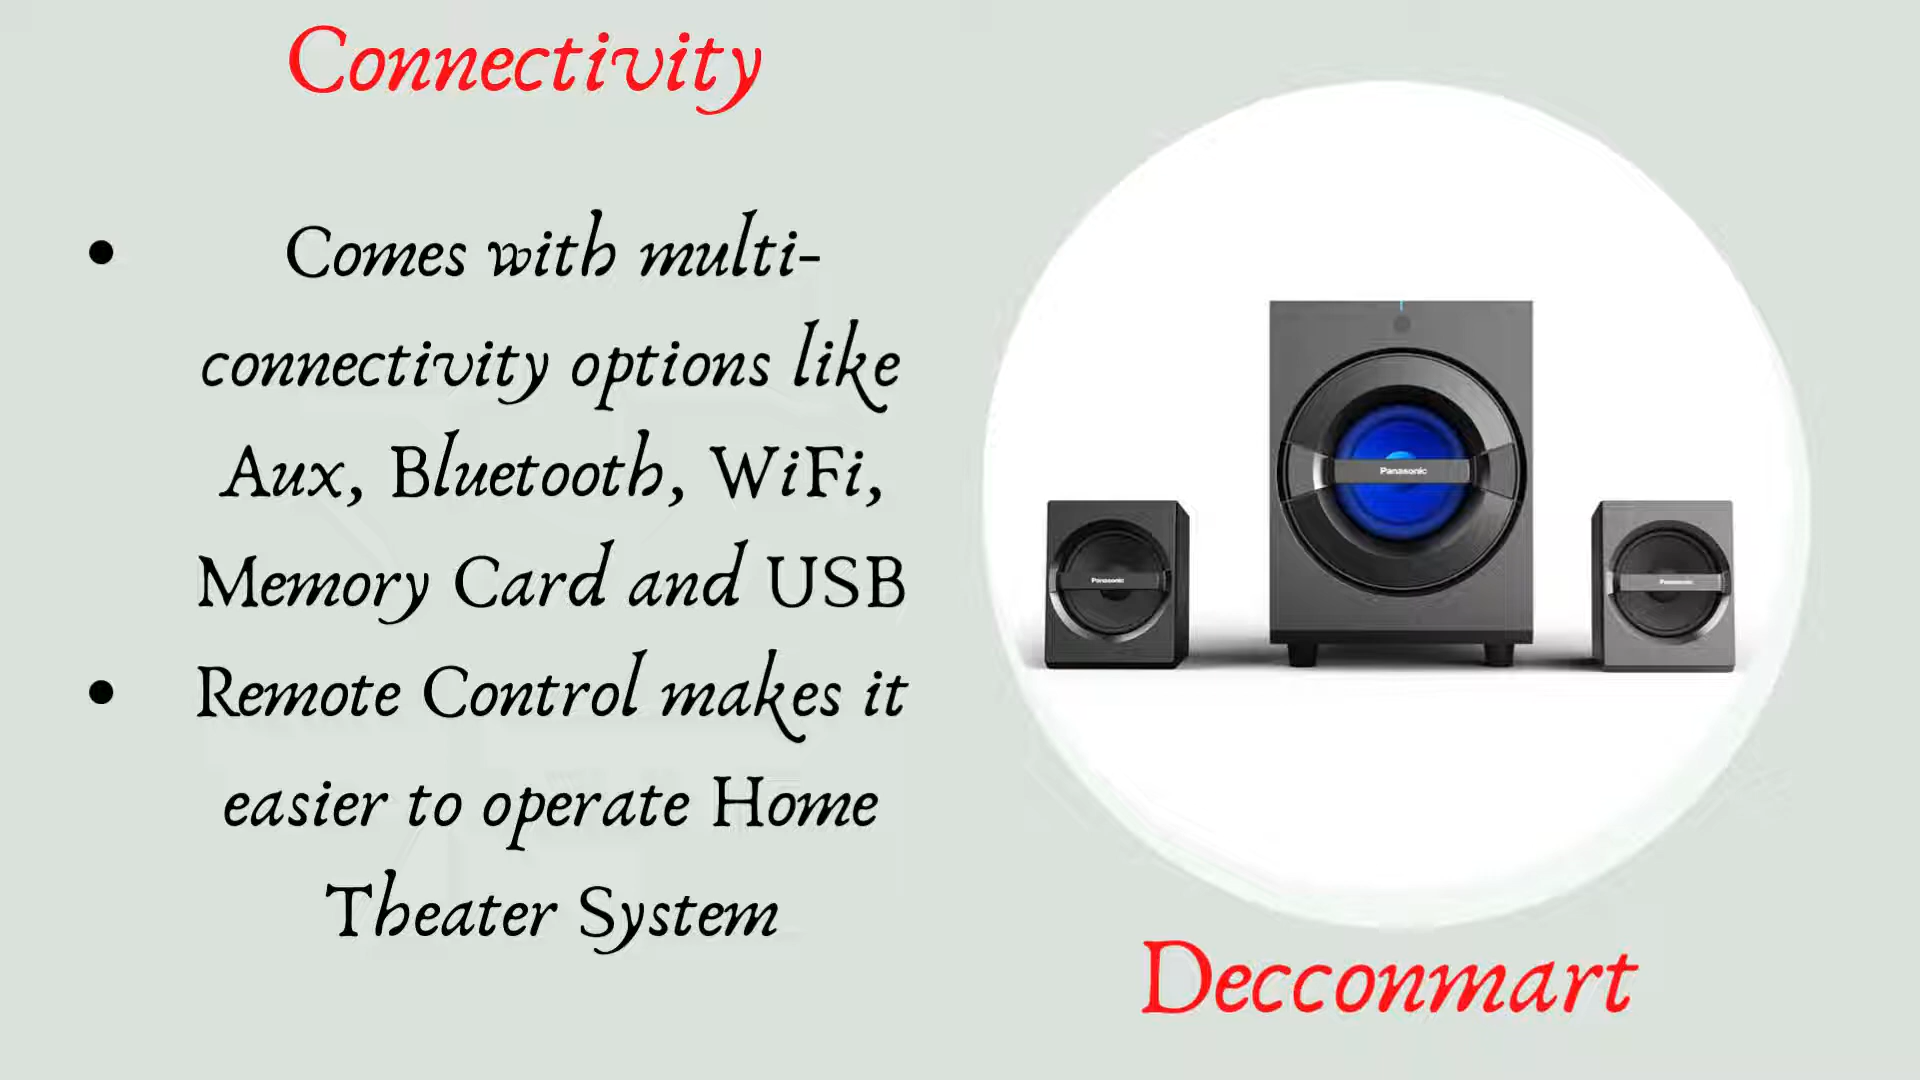 Connectivity
• Comes with multi-
connectivity options like
Aux, Bluetooth, WiFi,
Memory Card and USB
• Remote Control makes it
easier to operate Home
Theater System
Panasonic
Panasonic
Panasonic
Decconmart